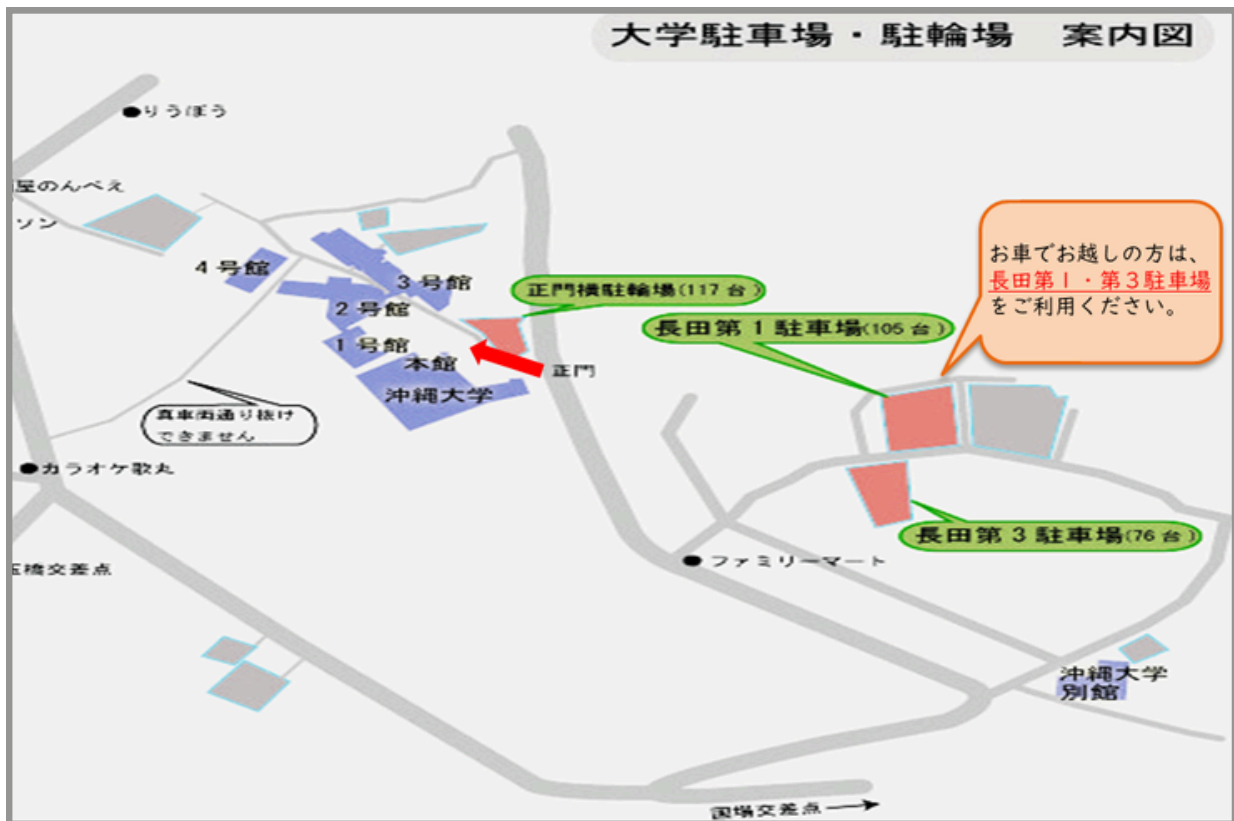 大学駐車場・駐輪場　案内図
●りうぼう
屋のんべえ
ソン
4号館
3号館
2号館
1号館
本館
沖縄大学
正門横駐輪場(117台)
長田第1駐車場(105台)
お車でお越しの方は、
長田第1・第3駐車場
をご利用ください。
正門
できません
●カラオケ歌丸
長田第3駐車場(76台)
●ファミリーマート
橋交差点
沖縄大学
別館
国場交差点